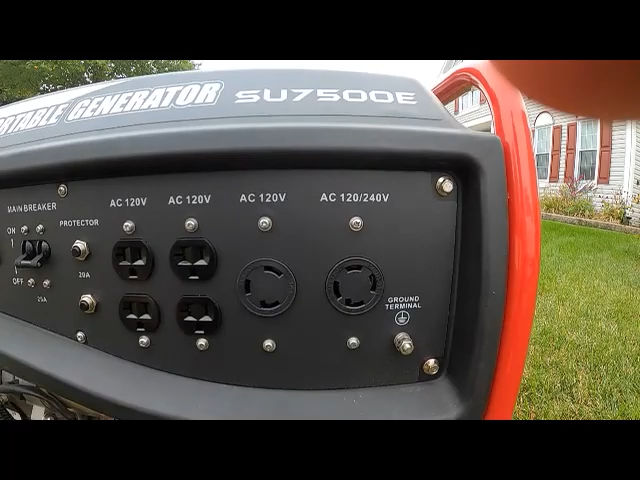 PORTABLE GENERATOR
SU7500E
AC 120V
AC 120V
AC 120V
AC 120/240V
MAIN BREAKER
ON
OFF
25A
PROTECTOR
20A
GROUND
TERMINAL